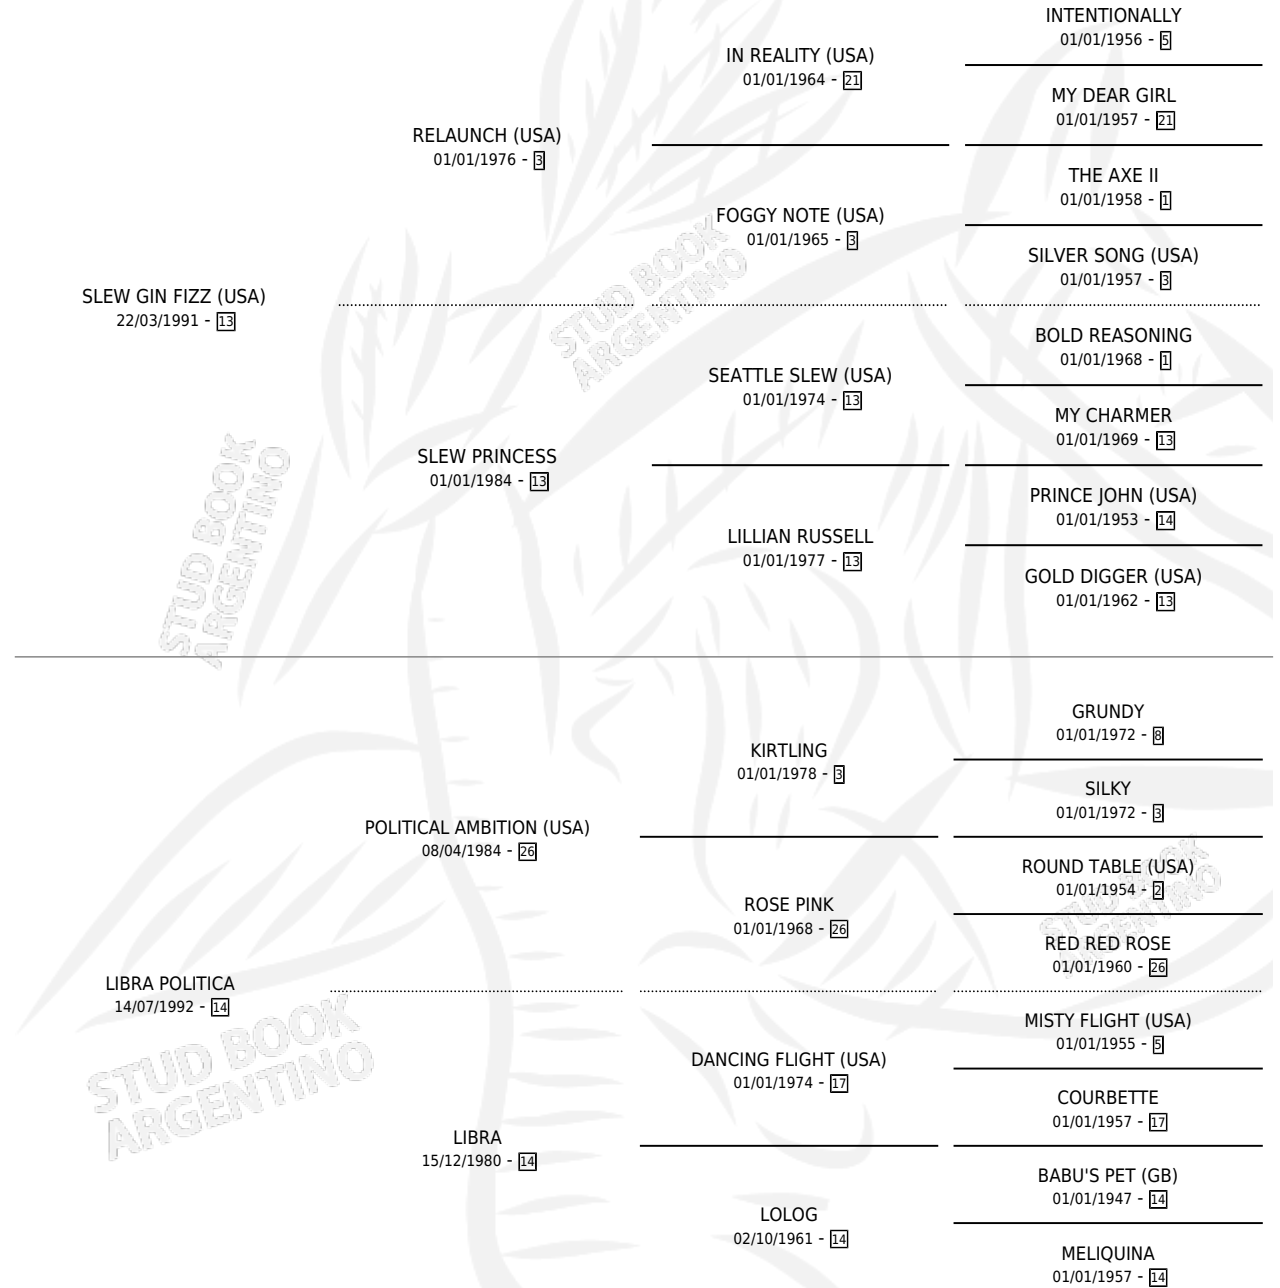 INTENTIONALLY
01/01/1956 - 5
IN REALITY (USA)
01/01/1964 - 21
MY DEAR GIRL
01/01/1957 - 21
RELAUNCH (USA)
01/01/1976 - 3
THE AXE II
01/01/1958 - 1
FOGGY NOTE (USA)
01/01/1965 - 3
SILVER SONG (USA)
01/01/1957 - 3
SLEW GIN FIZZ (USA)
22/03/1991 - 13
BOLD REASONING
01/01/1968 - 1
SEATTLE SLEW (USA)
01/01/1974 - 13
MY CHARMER
01/01/1969 - 13
SLEW PRINCESS
01/01/1984 - 13
PRINCE JOHN (USA)
01/01/1953 - 14
LILLIAN RUSSELL
01/01/1977 - 13
GOLD DIGGER (USA)
01/01/1962 - 13
GRUNDY
01/01/1972 - 8
KIRTLING
01/01/1978 - 3
SILKY
01/01/1972 - 3
POLITICAL AMBITION (USA)
08/04/1984 - 26
ROUND TABLE (USA)
01/01/1954 - 2
ROSE PINK
01/01/1968 - 26
RED RED ROSE
01/01/1960 - 26
LIBRA POLITICA
14/07/1992 - 14
MISTY FLIGHT (USA)
01/01/1955 - 5
DANCING FLIGHT (USA)
01/01/1974 - 17
COURBETTE
01/01/1957 - 17
LIBRA
15/12/1980 - 14
BABU'S PET (GB)
01/01/1947 - 14
LOLOG
02/10/1961 - 14
MELIQUINA
01/01/1957 - 14
STUD BOOK
ARGENTINO
STUD BOOK
ARGENTINO
STUD BOOK
ARGENTINO
STUD BOOK
ARGENTINO